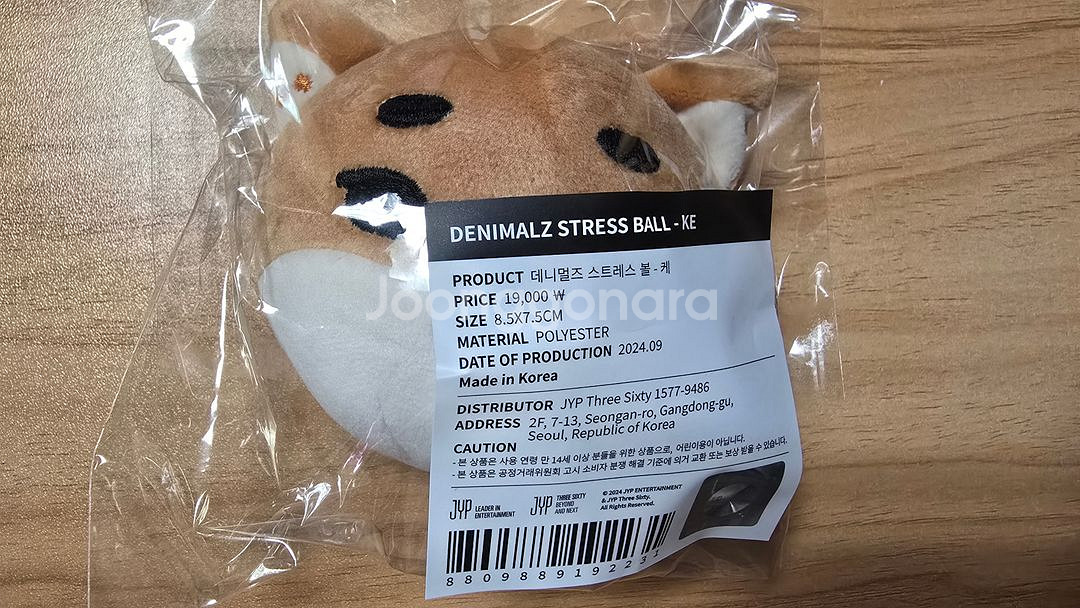 DENIMALZ STRESS BALL - KE
PRODUCT 데니멀즈 스트레스 볼 - 케
PRICE 19,000 ₩
SIZE 8.5X7.5CM
MATERIAL POLYESTER
DATE OF PRODUCTION 2024.09
Made in Korea
DISTRIBUTOR JYP Three Sixty 1577-9486
ADDRESS 2F, 7-13, Seongan-ro, Gangdong-gu,
Seoul, Republic of Korea
CAUTION
- 본 상품은 사용 연령 만 14세 이상 분들을 위한 상품으로, 어린이용이 아닙니다.
- 본 상품은 공정거래위원회 고시 소비자 분쟁 해결 기준에 의거 교환 또는 보상 받을 수 있습니다.
JYP LEADER IN
ENTERTAINMENT
JYP THREE SIXTY
BEYOND
AND NEXT
© 2024 JYP ENTERTAINMENT
& JYP Three Sixty.
All Rights Reserved.
8809889192231